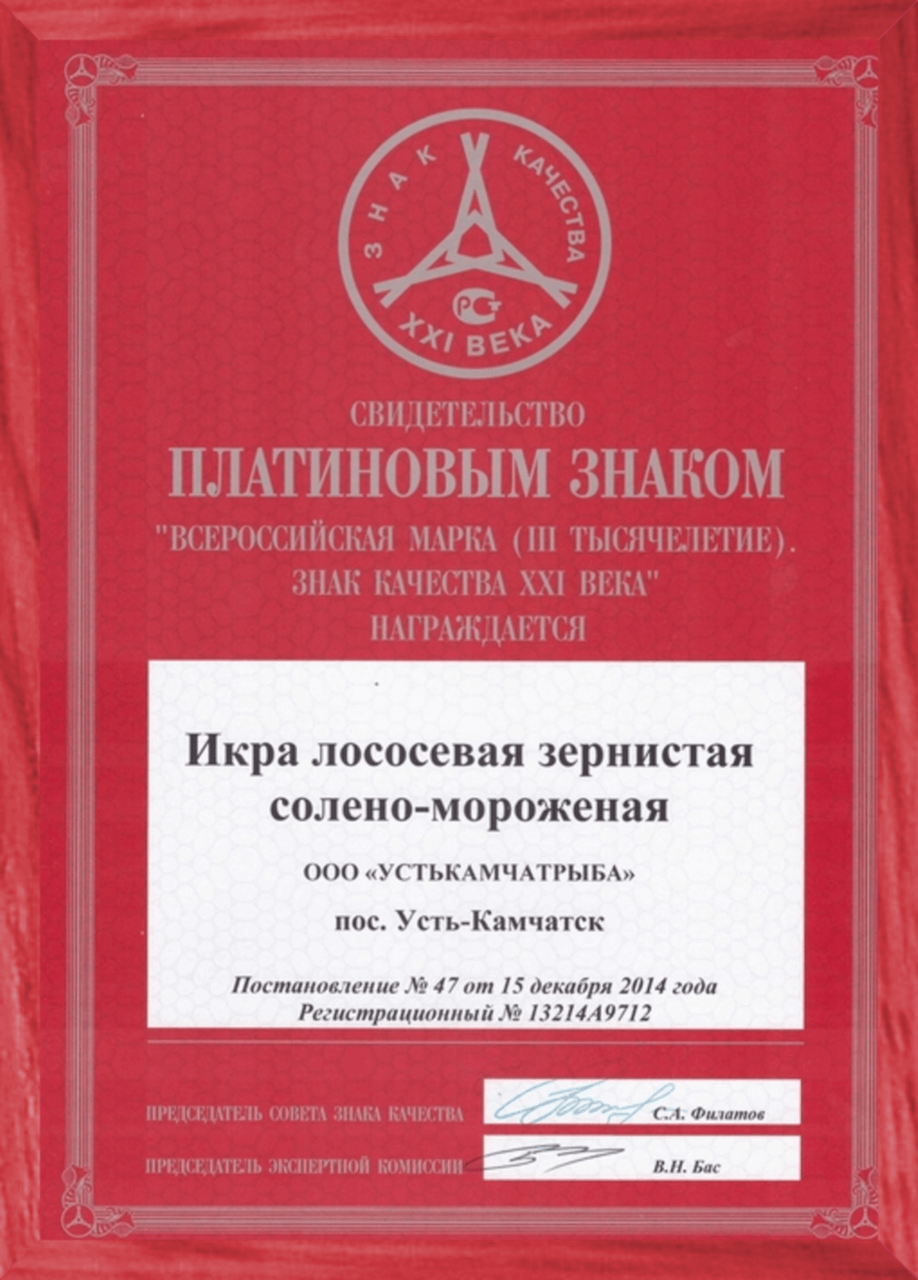 ЗНАК КАЧЕСТВА
XXI ВЕКА
СВИДЕТЕЛЬСТВО
ПЛАТИНОВЫМ ЗНАКОМ
"ВСЕРОССИЙСКАЯ МАРКА (III ТЫСЯЧЕЛЕТИЕ).
ЗНАК КАЧЕСТВА XXI ВЕКА"
НАГРАЖДАЕТСЯ
Икра лососевая зернистая
солено-мороженая
ООО «УСТЬКАМЧАТРЫБА»
пос. Усть-Камчатск
Постановление № 47 от 15 декабря 2014 года
Регистрационный № 13214А9712
ПРЕДСЕДАТЕЛЬ СОВЕТА ЗНАКА КАЧЕСТВА С.А. Филатов
ПРЕДСЕДАТЕЛЬ ЭКСПЕРТНОЙ КОМИССИИ В.Н. Бас